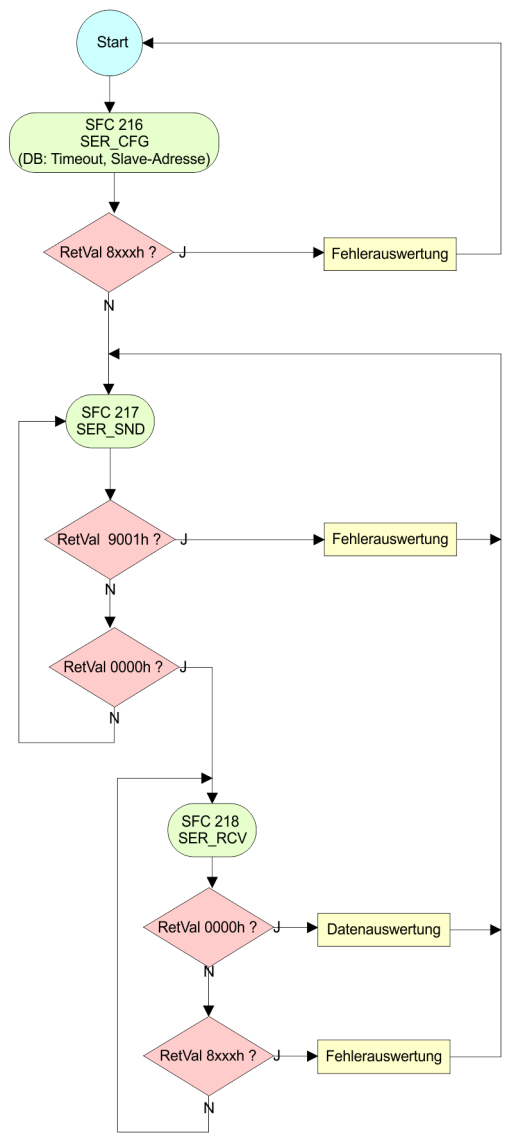 Start
SFC 216
SER_CFG
(DB: Timeout, Slave-Adresse)
RetVal 8xxxh ?
J
Fehlerauswertung
N
SFC 217
SER_SND
RetVal  9001h ?
J
Fehlerauswertung
N
RetVal 0000h ?
J
N
SFC 218
SER_RCV
RetVal 0000h ?
J
Datenauswertung
N
RetVal 8xxxh ?
J
Fehlerauswertung
N